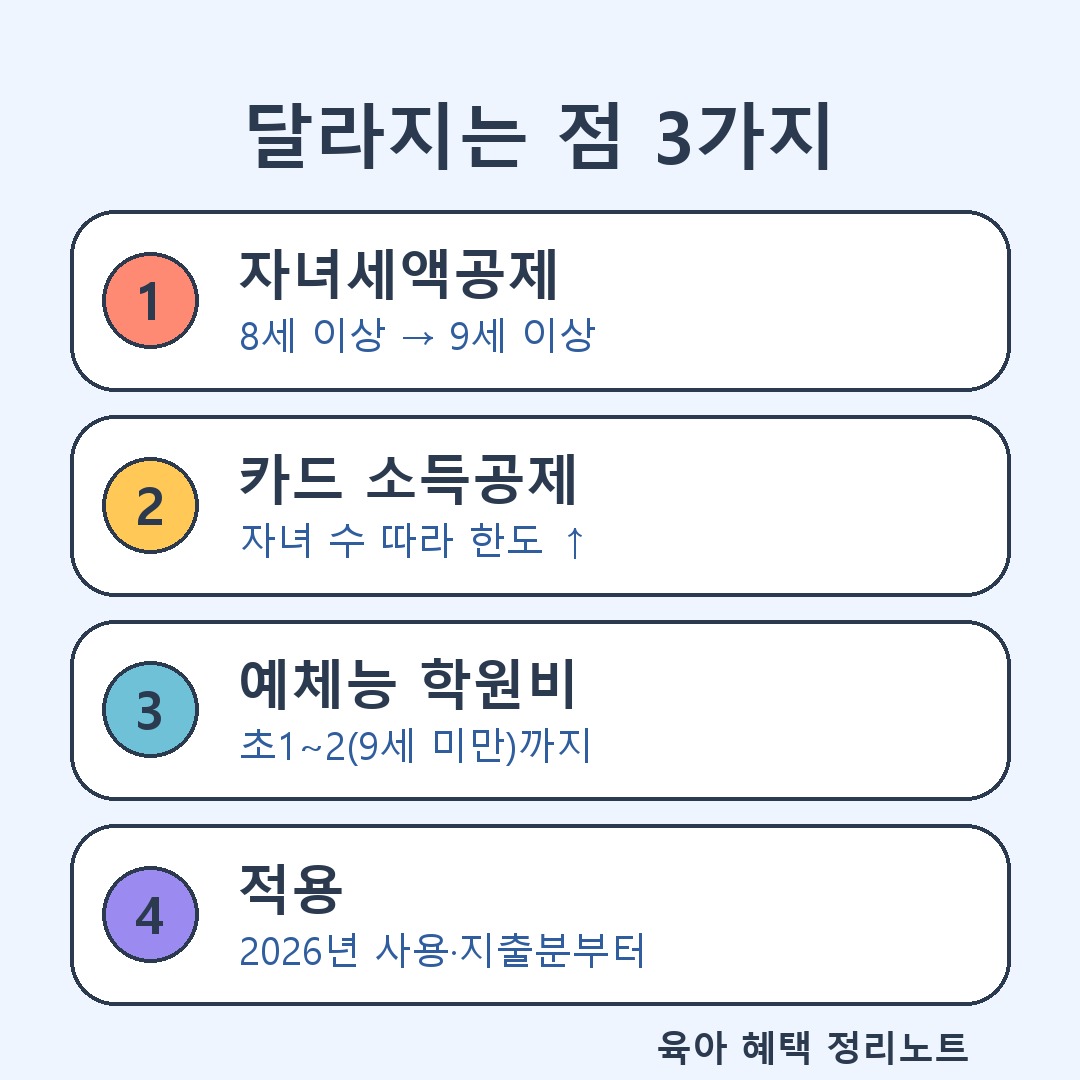 달라지는 점 3가지
1
자녀세액공제
8세 이상 → 9세 이상
2
카드 소득공제
자녀 수 따라 한도 ↑
3
예체능 학원비
초1~2(9세 미만)까지
4
적용
2026년 사용·지출분부터
육아 혜택 정리노트